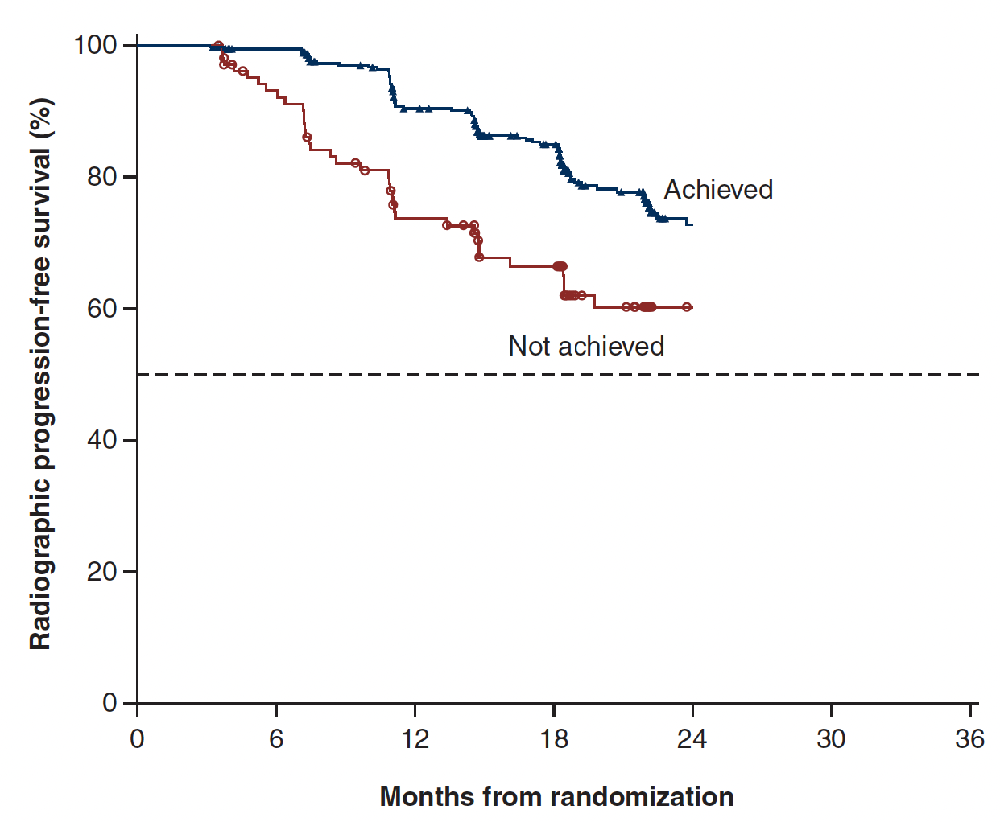 Radiographic progression-free survival (%)
100
80
60
40
20
0
Achieved
Not achieved
0 6 12 18 24 30 36
Months from randomization